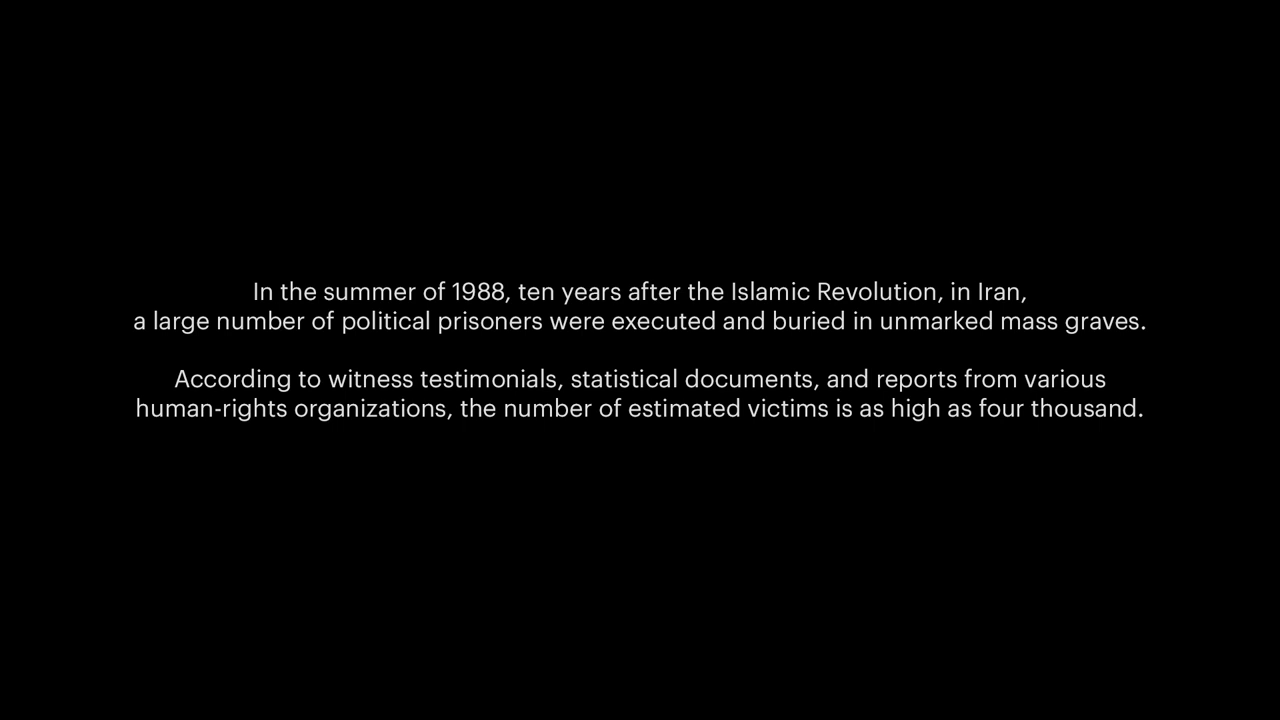 In the summer of 1988, ten years after the Islamic Revolution, in Iran,
a large number of political prisoners were executed and buried in unmarked mass graves.
According to witness testimonials, statistical documents, and reports from various
human-rights organizations, the number of estimated victims is as high as four thousand.